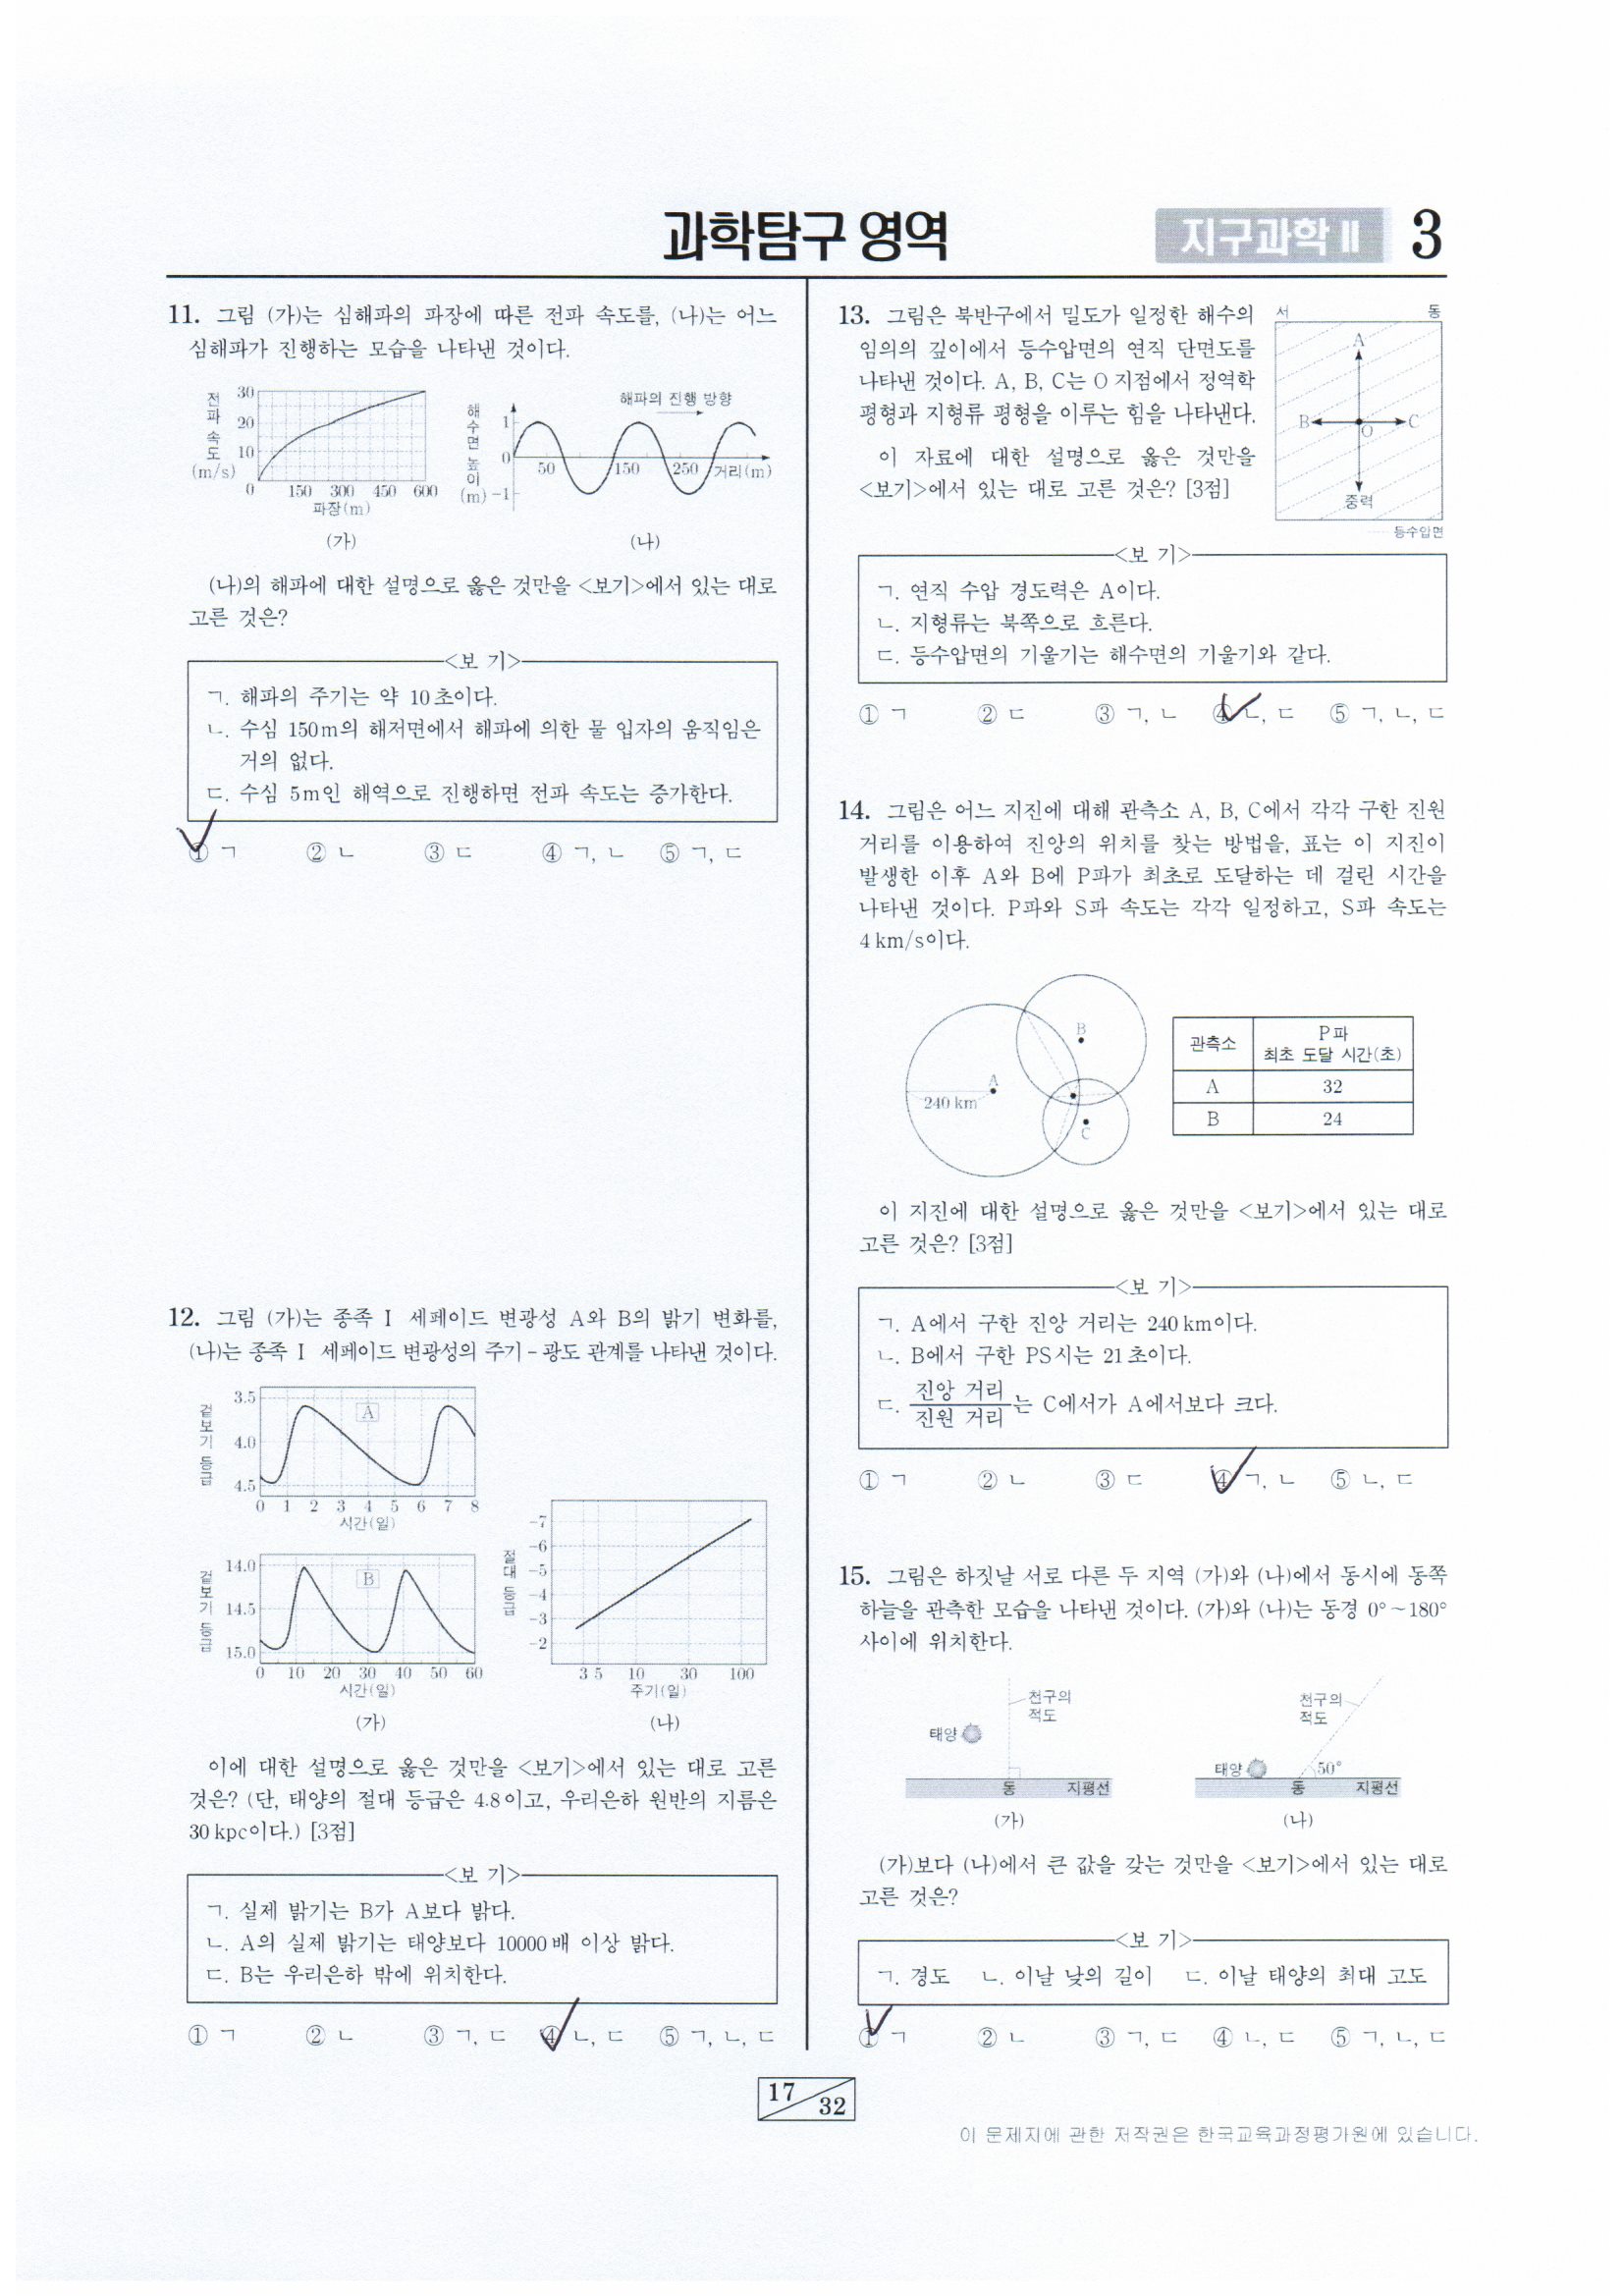 과학탐구 영역
지구과학 II
3
11. 그림 (가)는 심해파의 파장에 따른 전파 속도를, (나)는 어느
심해파가 진행하는 모습을 나타낸 것이다.
전파 속도 (m/s)
30
20
10
0
150 300 450 600
파장(m)
(가)
해수면 높이 (m)
해파의 진행 방향
1
0
-1
50 150 250 거리(m)
(나)
(나)의 해파에 대한 설명으로 옳은 것만을 <보기>에서 있는 대로
고른 것은?
<보 기>
ㄱ. 해파의 주기는 약 10초이다.
ㄴ. 수심 150m의 해저면에서 해파에 의한 물 입자의 움직임은
거의 없다.
ㄷ. 수심 5m인 해역으로 진행하면 전파 속도는 증가한다.
① ㄱ ② ㄴ ③ ㄷ ④ ㄱ, ㄴ ⑤ ㄱ, ㄷ
12. 그림 (가)는 종족 I 세페이드 변광성 A와 B의 밝기 변화를,
(나)는 종족 I 세페이드 변광성의 주기-광도 관계를 나타낸 것이다.
겉보기 등급
3.5
4.0
4.5
A
0 1 2 3 4 5 6 7 8
시간(일)
겉보기 등급
14.0
14.5
15.0
B
0 10 20 30 40 50 60
시간(일)
(가)
절대 등급
-7
-6
-5
-4
-3
-2
3 5 10 30 100
주기(일)
(나)
이에 대한 설명으로 옳은 것만을 <보기>에서 있는 대로 고른
것은? (단, 태양의 절대 등급은 4.8이고, 우리은하 원반의 지름은
30kpc이다.) [3점]
<보 기>
ㄱ. 실제 밝기는 B가 A보다 밝다.
ㄴ. A의 실제 밝기는 태양보다 10000배 이상 밝다.
ㄷ. B는 우리은하 밖에 위치한다.
① ㄱ ② ㄴ ③ ㄱ, ㄷ ④ ㄴ, ㄷ ⑤ ㄱ, ㄴ, ㄷ
13. 그림은 북반구에서 밀도가 일정한 해수의
임의의 깊이에서 등수압면의 연직 단면도를
나타낸 것이다. A, B, C는 O 지점에서 정역학
평형과 지형류 평형을 이루는 힘을 나타낸다.
이 자료에 대한 설명으로 옳은 것만을
<보기>에서 있는 대로 고른 것은? [3점]
서 동
A
B O C
중력
등수압면
<보 기>
ㄱ. 연직 수압 경도력은 A이다.
ㄴ. 지형류는 북쪽으로 흐른다.
ㄷ. 등수압면의 기울기는 해수면의 기울기와 같다.
① ㄱ ② ㄷ ③ ㄱ, ㄴ ④ ㄴ, ㄷ ⑤ ㄱ, ㄴ, ㄷ
14. 그림은 어느 지진에 대해 관측소 A, B, C에서 각각 구한 진원
거리를 이용하여 진앙의 위치를 찾는 방법을, 표는 이 지진이
발생한 이후 A와 B에 P파가 최초로 도달하는 데 걸린 시간을
나타낸 것이다. P파와 S파 속도는 각각 일정하고, S파 속도는
4km/s이다.
B
A
240 km
C
관측소 P파 최초 도달 시간(초)
A 32
B 24
이 지진에 대한 설명으로 옳은 것만을 <보기>에서 있는 대로
고른 것은? [3점]
<보 기>
ㄱ. A에서 구한 진앙 거리는 240km이다.
ㄴ. B에서 구한 PS시는 21초이다.
ㄷ. 진앙 거리/진원 거리는 C에서가 A에서보다 크다.
① ㄱ ② ㄴ ③ ㄷ ④ ㄱ, ㄴ ⑤ ㄴ, ㄷ
15. 그림은 하짓날 서로 다른 두 지역 (가)와 (나)에서 동시에 동쪽
하늘을 관측한 모습을 나타낸 것이다. (가)와 (나)는 동경 0°~180°
사이에 위치한다.
천구의 적도
태양
동 지평선
(가)
천구의 적도
태양
50°
동 지평선
(나)
(가)보다 (나)에서 큰 값을 갖는 것만을 <보기>에서 있는 대로
고른 것은?
<보 기>
ㄱ. 경도 ㄴ. 이날 낮의 길이 ㄷ. 이날 태양의 최대 고도
① ㄱ ② ㄴ ③ ㄱ, ㄷ ④ ㄴ, ㄷ ⑤ ㄱ, ㄴ, ㄷ
17
32
이 문제지에 관한 저작권은 한국교육과정평가원에 있습니다.